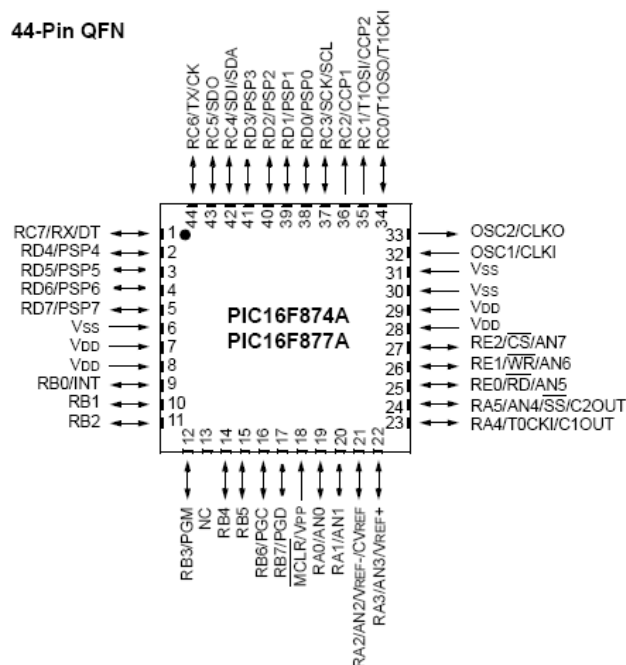 44-Pin QFN
RC6/TX/CK
RC5/SDO
RC4/SDI/SDA
RD3/PSP3
RD2/PSP2
RD1/PSP1
RD0/PSP0
RC3/SCK/SCL
RC2/CCP1
RC1/T1OSI/CCP2
RC0/T1OSO/T1CKI
44 43 42 41 40 39 38 37 36 35 34
RC7/RX/DT 1
RD4/PSP4 2
RD5/PSP5 3
RD6/PSP6 4
RD7/PSP7 5
VSS 6
VDD 7
VDD 8
RB0/INT 9
RB1 10
RB2 11
PIC16F874A
PIC16F877A
33 OSC2/CLKO
32 OSC1/CLKI
31 VSS
30 VSS
29 VDD
28 VDD
27 RE2/CS/AN7
26 RE1/WR/AN6
25 RE0/RD/AN5
24 RA5/AN4/SS/C2OUT
23 RA4/T0CKI/C1OUT
12 13 14 15 16 17 18 19 20 21 22
RB3/PGM
NC
RB4
RB5
RB6/PGC
RB7/PGD
MCLR/VPP
RA0/AN0
RA1/AN1
RA2/AN2/VREF-/CVREF
RA3/AN3/VREF+